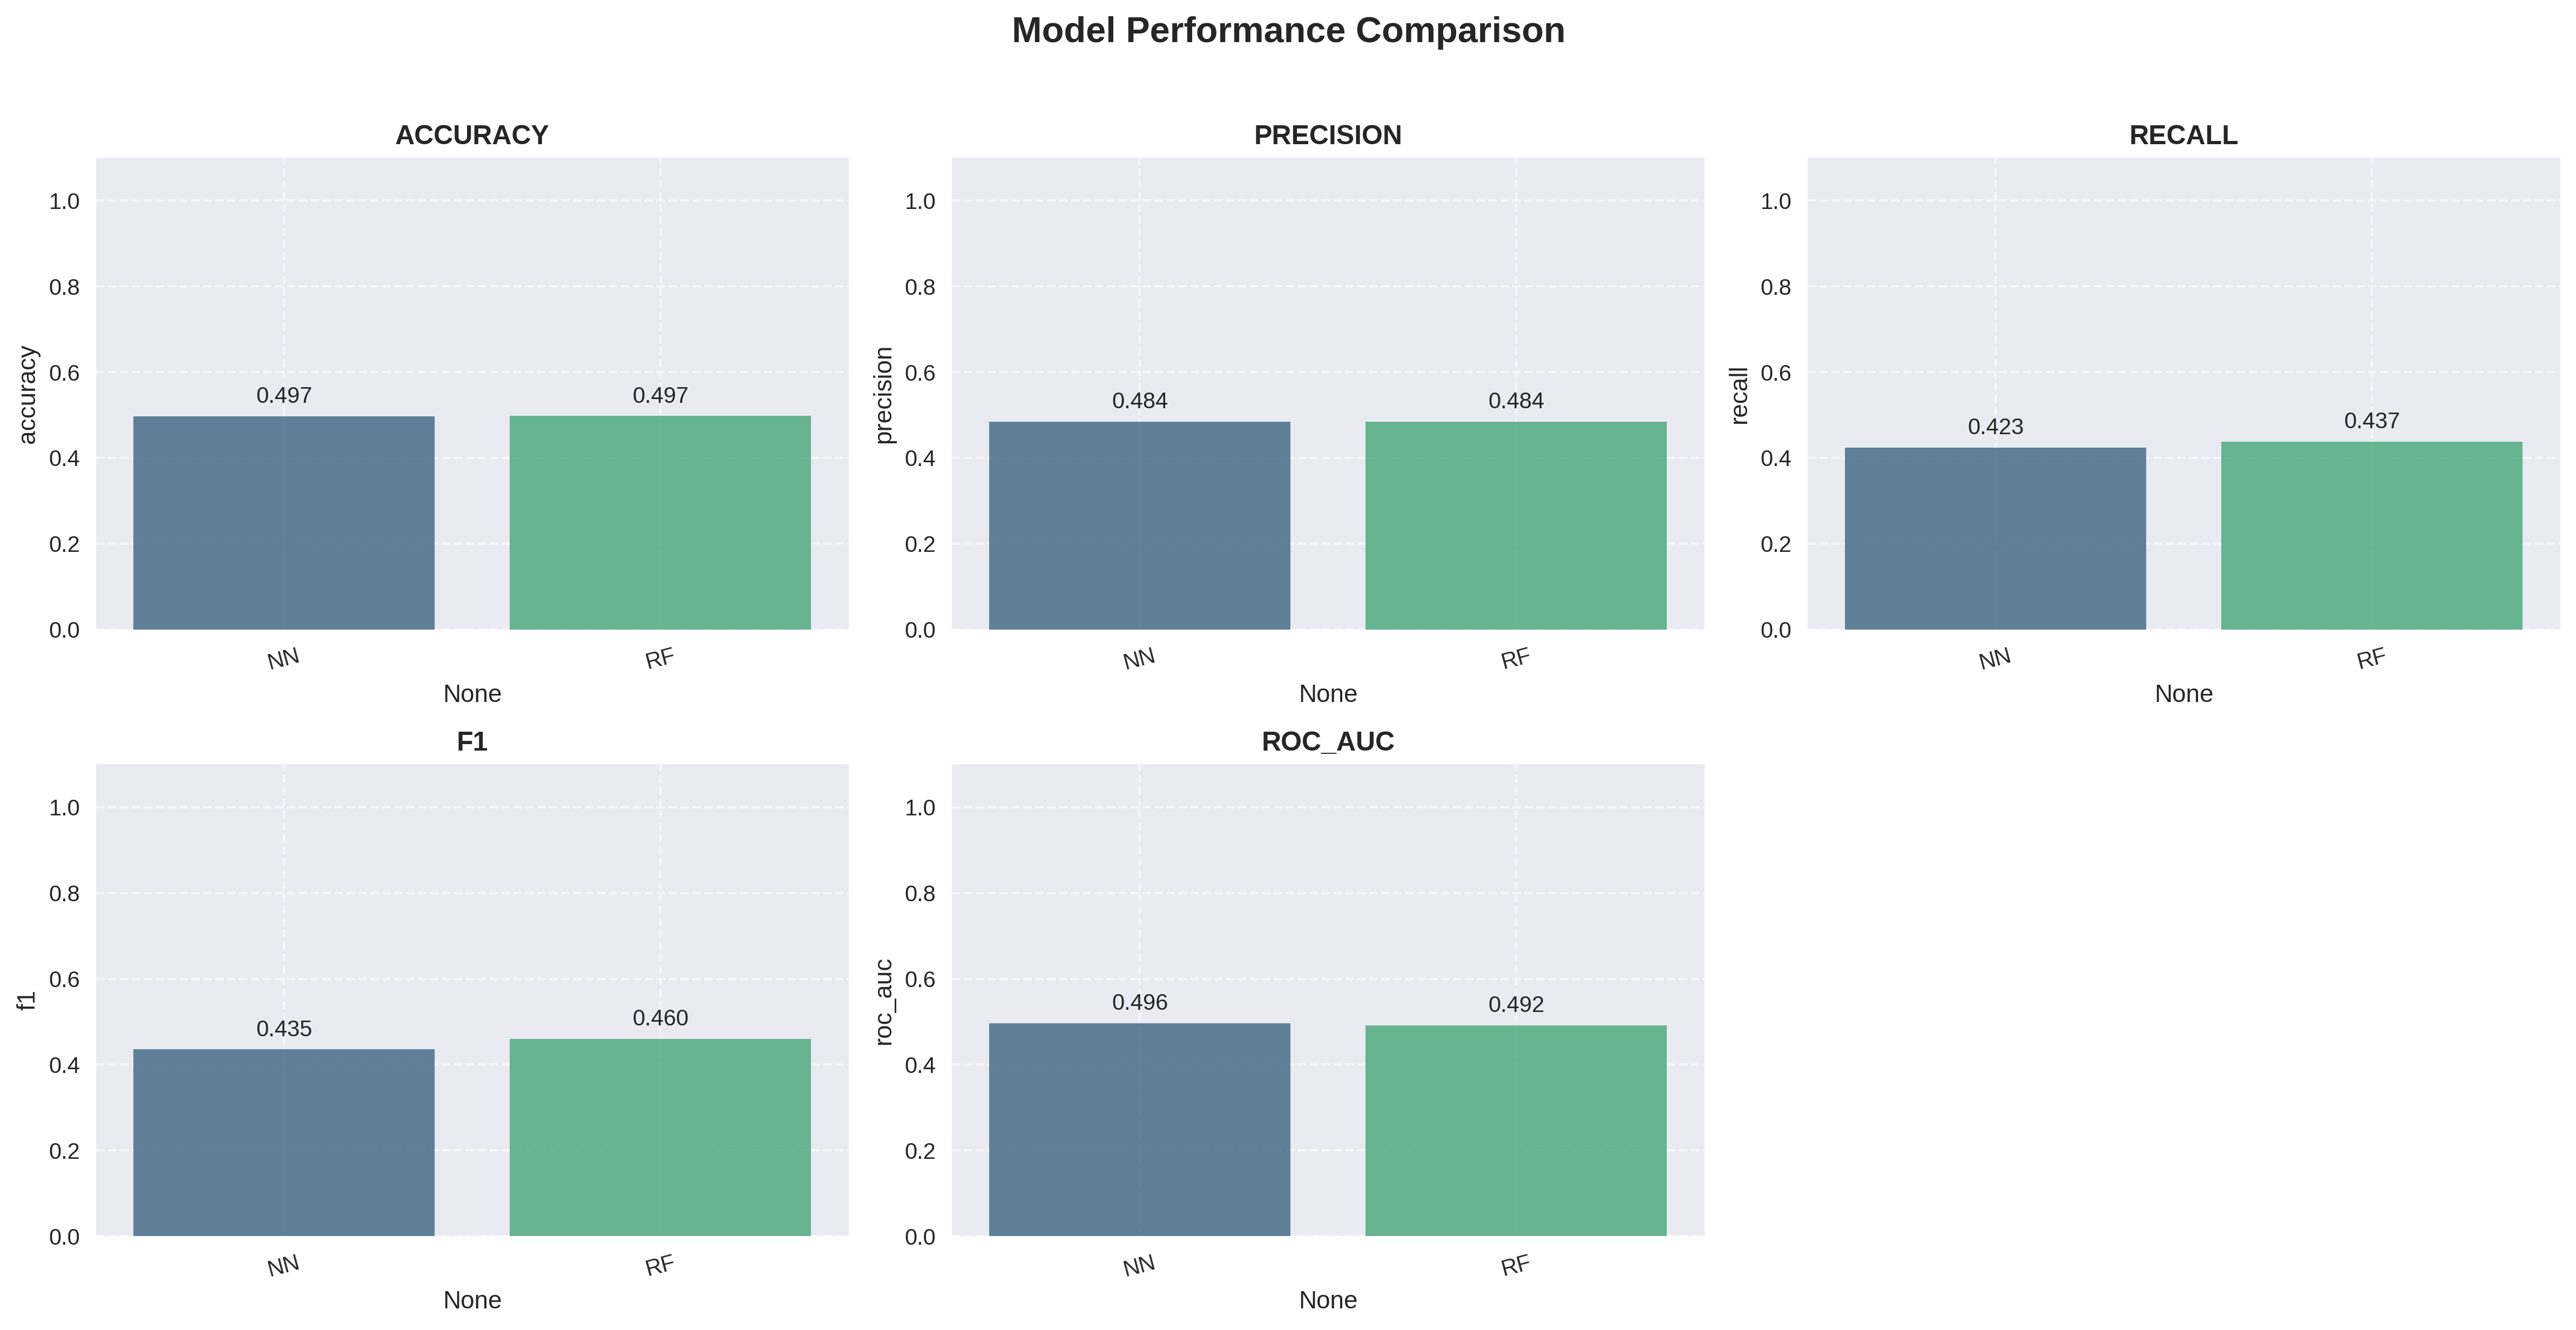 Model Performance Comparison
ACCURACY
accuracy
1.0
0.8
0.6
0.4
0.2
0.0
0.497
0.497
NN
RF
None
PRECISION
precision
1.0
0.8
0.6
0.4
0.2
0.0
0.484
0.484
NN
RF
None
RECALL
recall
1.0
0.8
0.6
0.4
0.2
0.0
0.423
0.437
NN
RF
None
F1
f1
1.0
0.8
0.6
0.4
0.2
0.0
0.435
0.460
NN
RF
None
ROC_AUC
roc_auc
1.0
0.8
0.6
0.4
0.2
0.0
0.496
0.492
NN
RF
None